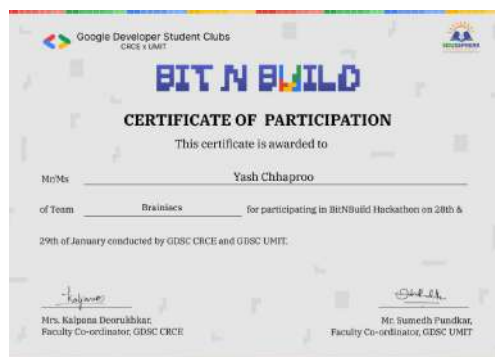 Google Developer Student Clubs
CRCE x UMIT
EDUSPHERE
BIT N BUILD
CERTIFICATE OF PARTICIPATION
This certificate is awarded to
Mr/Ms Yash Chhaproo
of Team Brainiacs for participating in BitNBuild Hackathon on 28th &
29th of January conducted by GDSC CRCE and GDSC UMIT.
Mrs. Kalpana Deorukhkar,
Faculty Co-ordinator, GDSC CRCE
Mr. Sumedh Pundkar,
Faculty Co-ordinator, GDSC UMIT